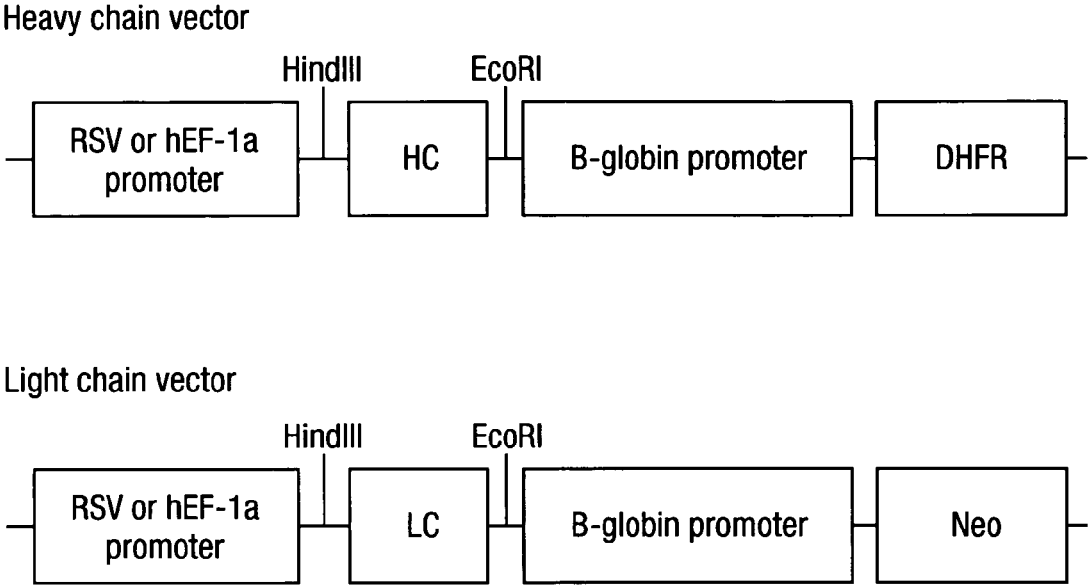 Heavy chain vector
HindIII
EcoRI
RSV or hEF-1a
promoter
HC
B-globin promoter
DHFR
Light chain vector
HindIII
EcoRI
RSV or hEF-1a
promoter
LC
B-globin promoter
Neo